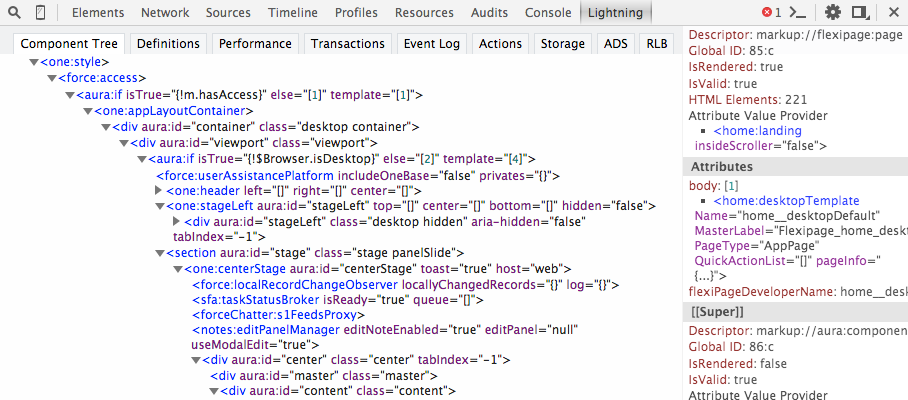 Elements Network Sources Timeline Profiles Resources Audits Console Lightning 1
Component Tree Definitions Performance Transactions Event Log Actions Storage ADS RLB
<one:style>
<force:access>
<aura:if isTrue="{!m.hasAccess}" else="[1]" template="[1]">
<one:appLayoutContainer>
<div aura:id="container" class="desktop container">
<div aura:id="viewport" class="viewport">
<aura:if isTrue="{!$Browser.isDesktop}" else="[2]" template="[4]">
<force:userAssistancePlatform includeOneBase="false" privates="{}">
<one:header left="[]" right="[]" center="[]">
<one:stageLeft aura:id="stageLeft" top="[]" center="[]" bottom="[]" hidden="false">
<div aura:id="stageLeft" class="desktop hidden" aria-hidden="false"
tabIndex="-1">
<section aura:id="stage" class="stage panelSlide">
<one:centerStage aura:id="centerStage" toast="true" host="web">
<force:localRecordChangeObserver locallyChangedRecords="{}" log="{}">
<sfa:taskStatusBroker isReady="true" queue="[]">
<forceChatter:s1FeedsProxy>
<notes:editPanelManager editNoteEnabled="true" editPanel="null"
useModalEdit="true">
<div aura:id="center" class="center" tabIndex="-1">
<div aura:id="master" class="master">
<div aura:id="content" class="content">
Descriptor: markup://flexipage:page
Global ID: 85:c
IsRendered: true
IsValid: true
HTML Elements: 221
Attribute Value Provider
<home:landing
insideScroller="false">
Attributes
body: [1]
<home:desktopTemplate
Name="home__desktopDefault"
MasterLabel="Flexipage_home_desk
PageType="AppPage"
QuickActionList="[]" pageInfo="
{...}">
flexiPageDeveloperName: home__des
[[Super]]
Descriptor: markup://aura:component
Global ID: 86:c
IsRendered: false
IsValid: true
Attribute Value Provider